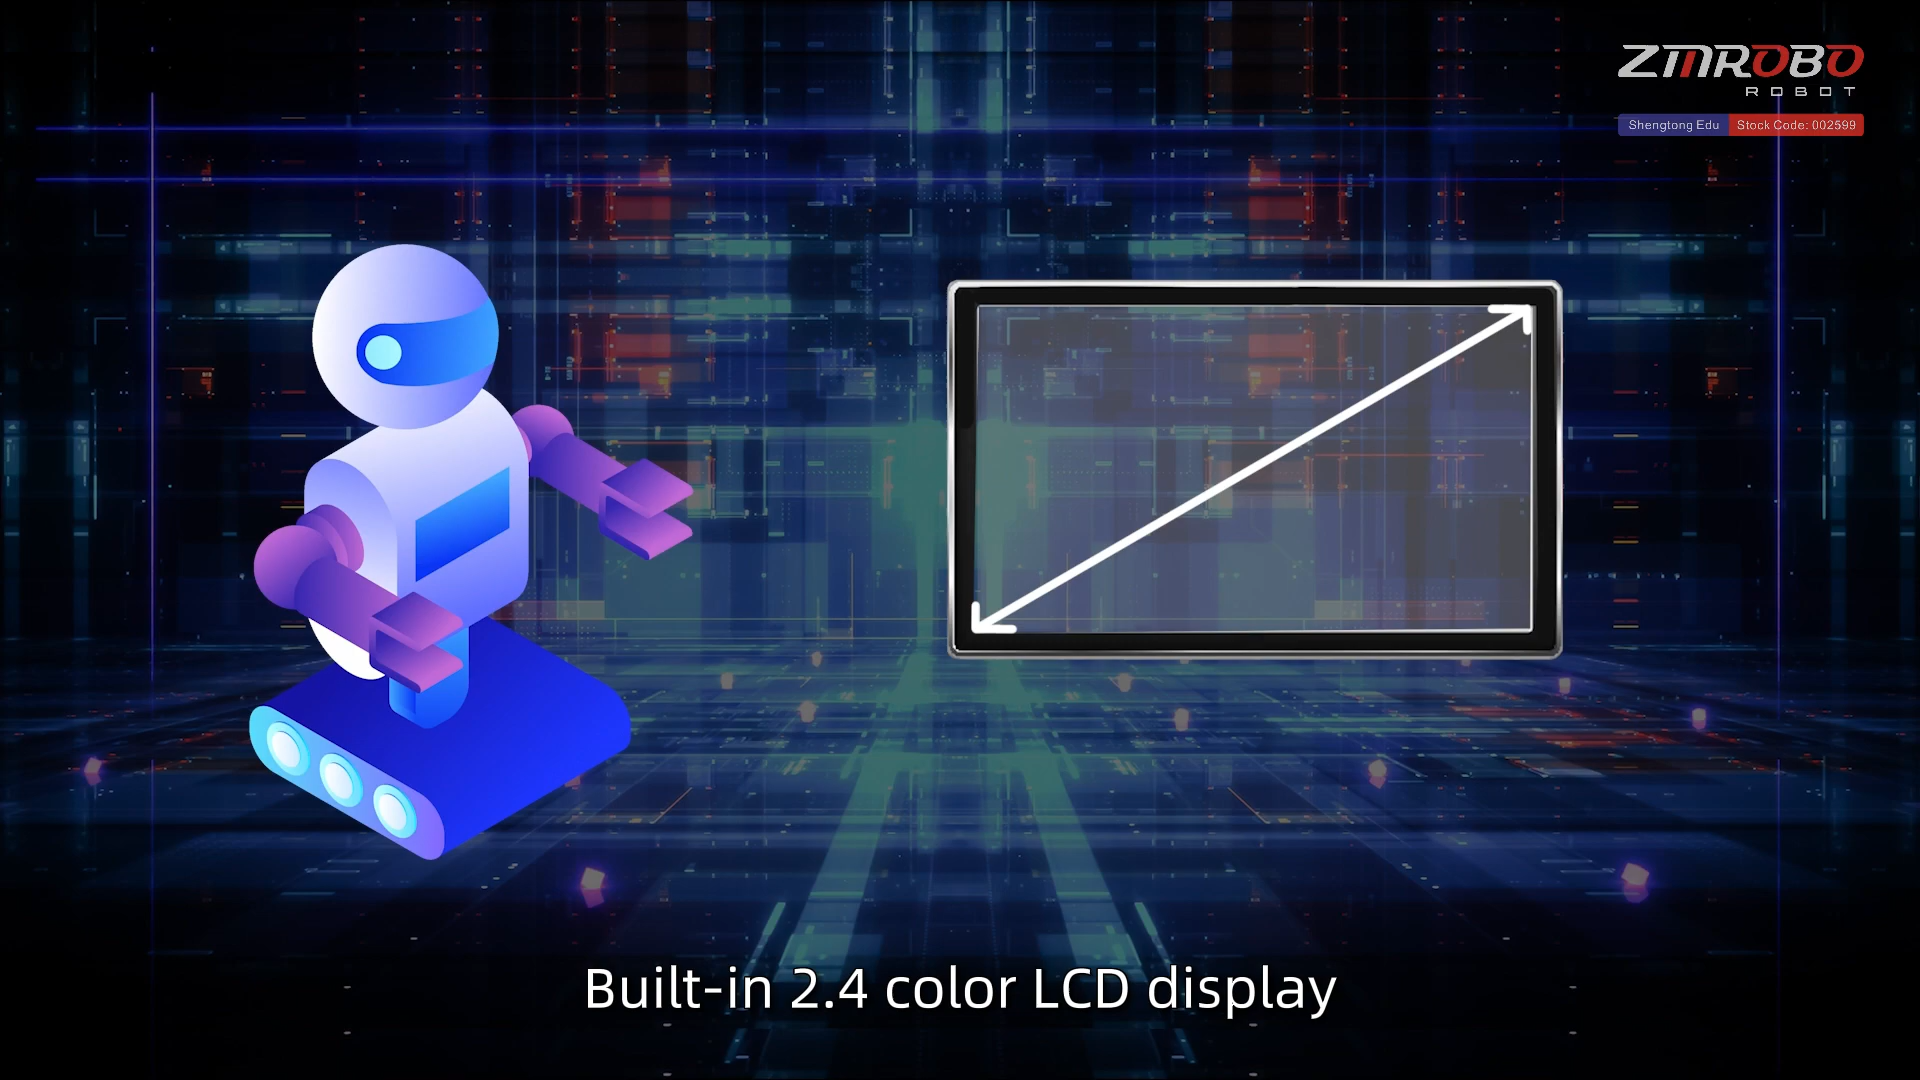 ZMROBO
ROBOT
Shengtong Edu Stock Code: 002599
Built-in 2.4 color LCD display